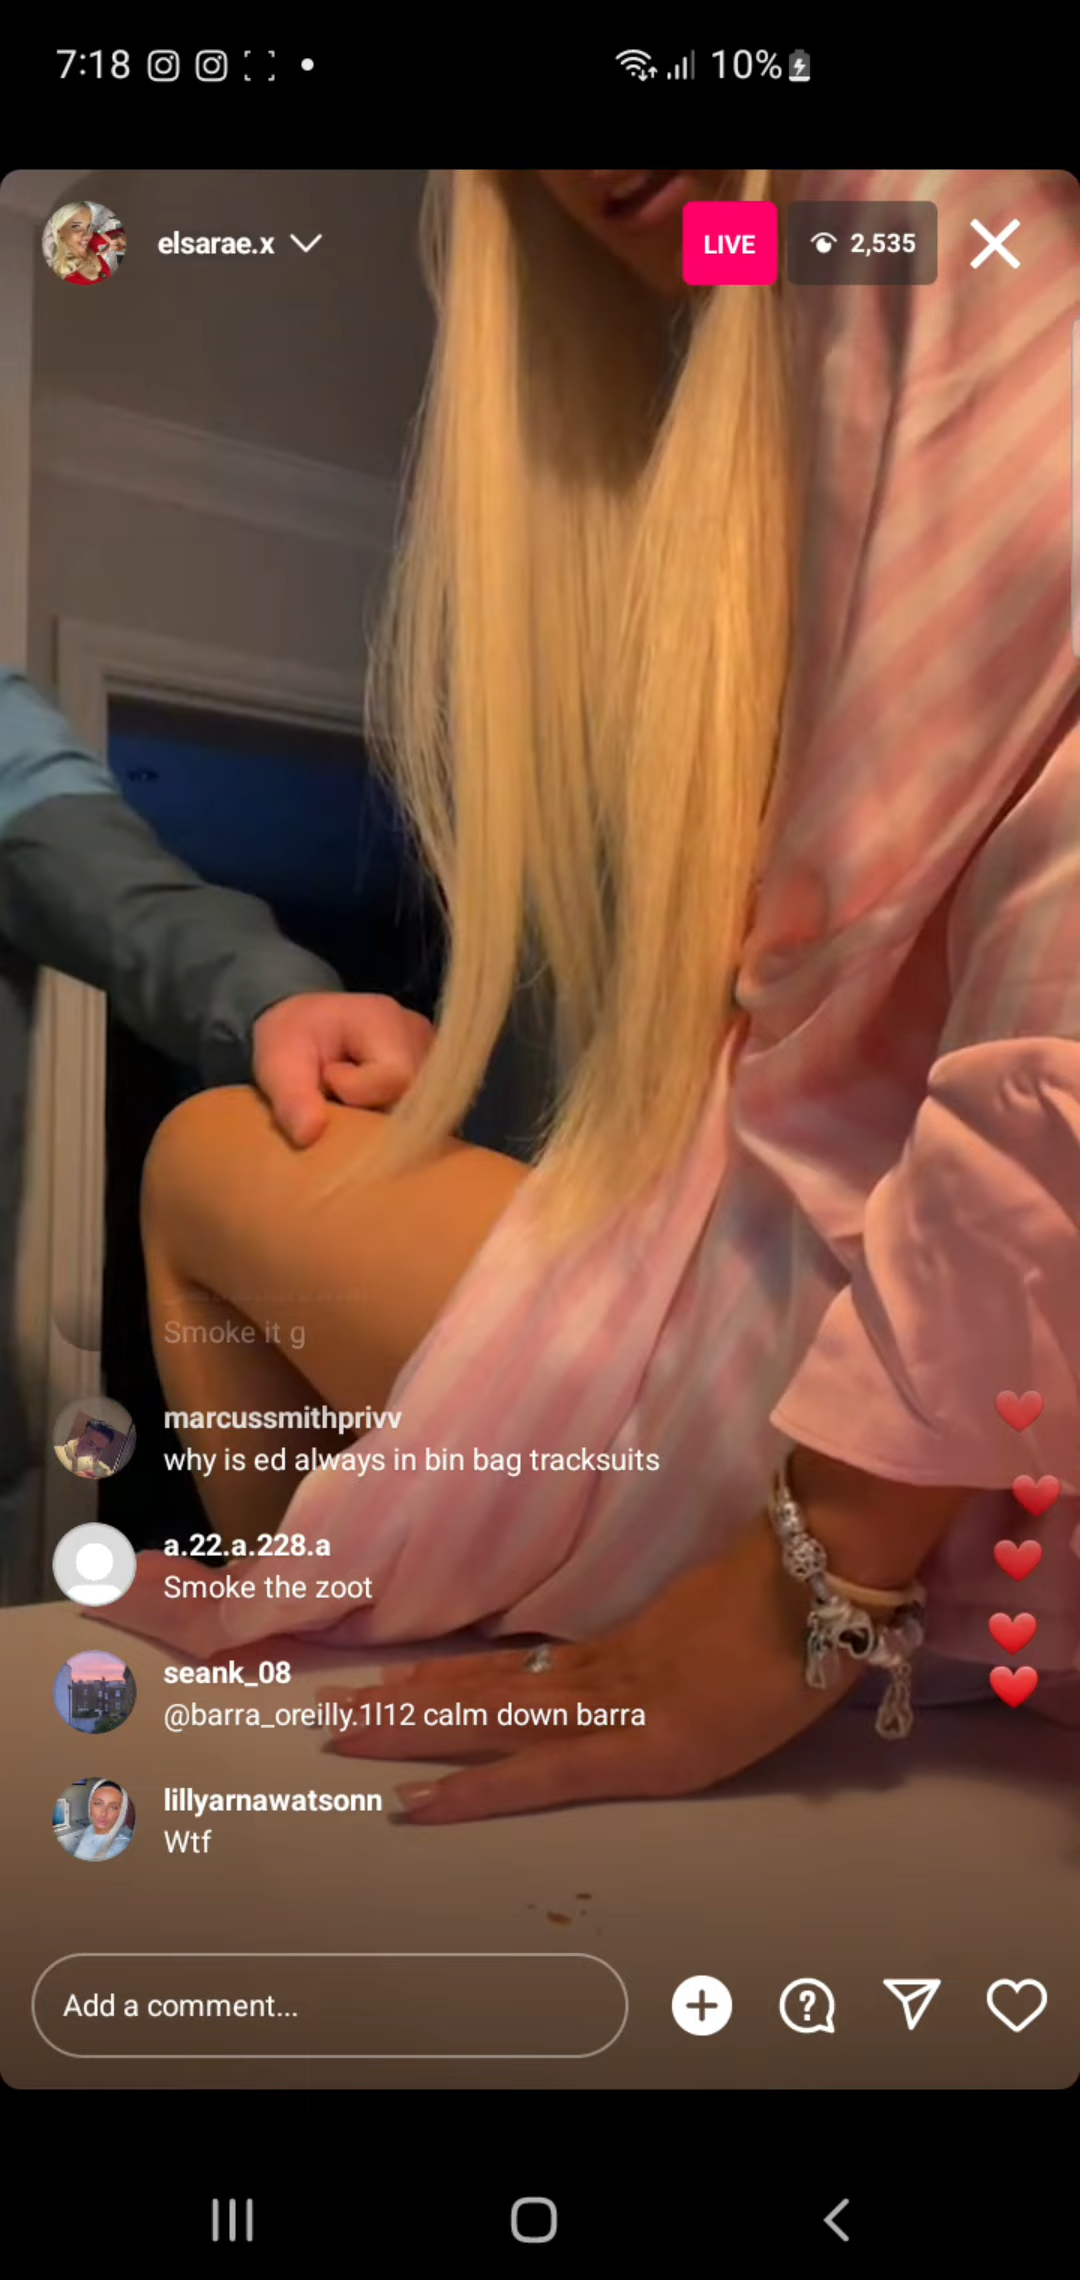 7:18
10%
elsarae.x
LIVE
2,535
Smoke it g
marcussmithprivv
why is ed always in bin bag tracksuits
a.22.a.228.a
Smoke the zoot
seank_08
@barra_oreilly.1l12 calm down barra
lillyarnawatsonn
Wtf
Add a comment...